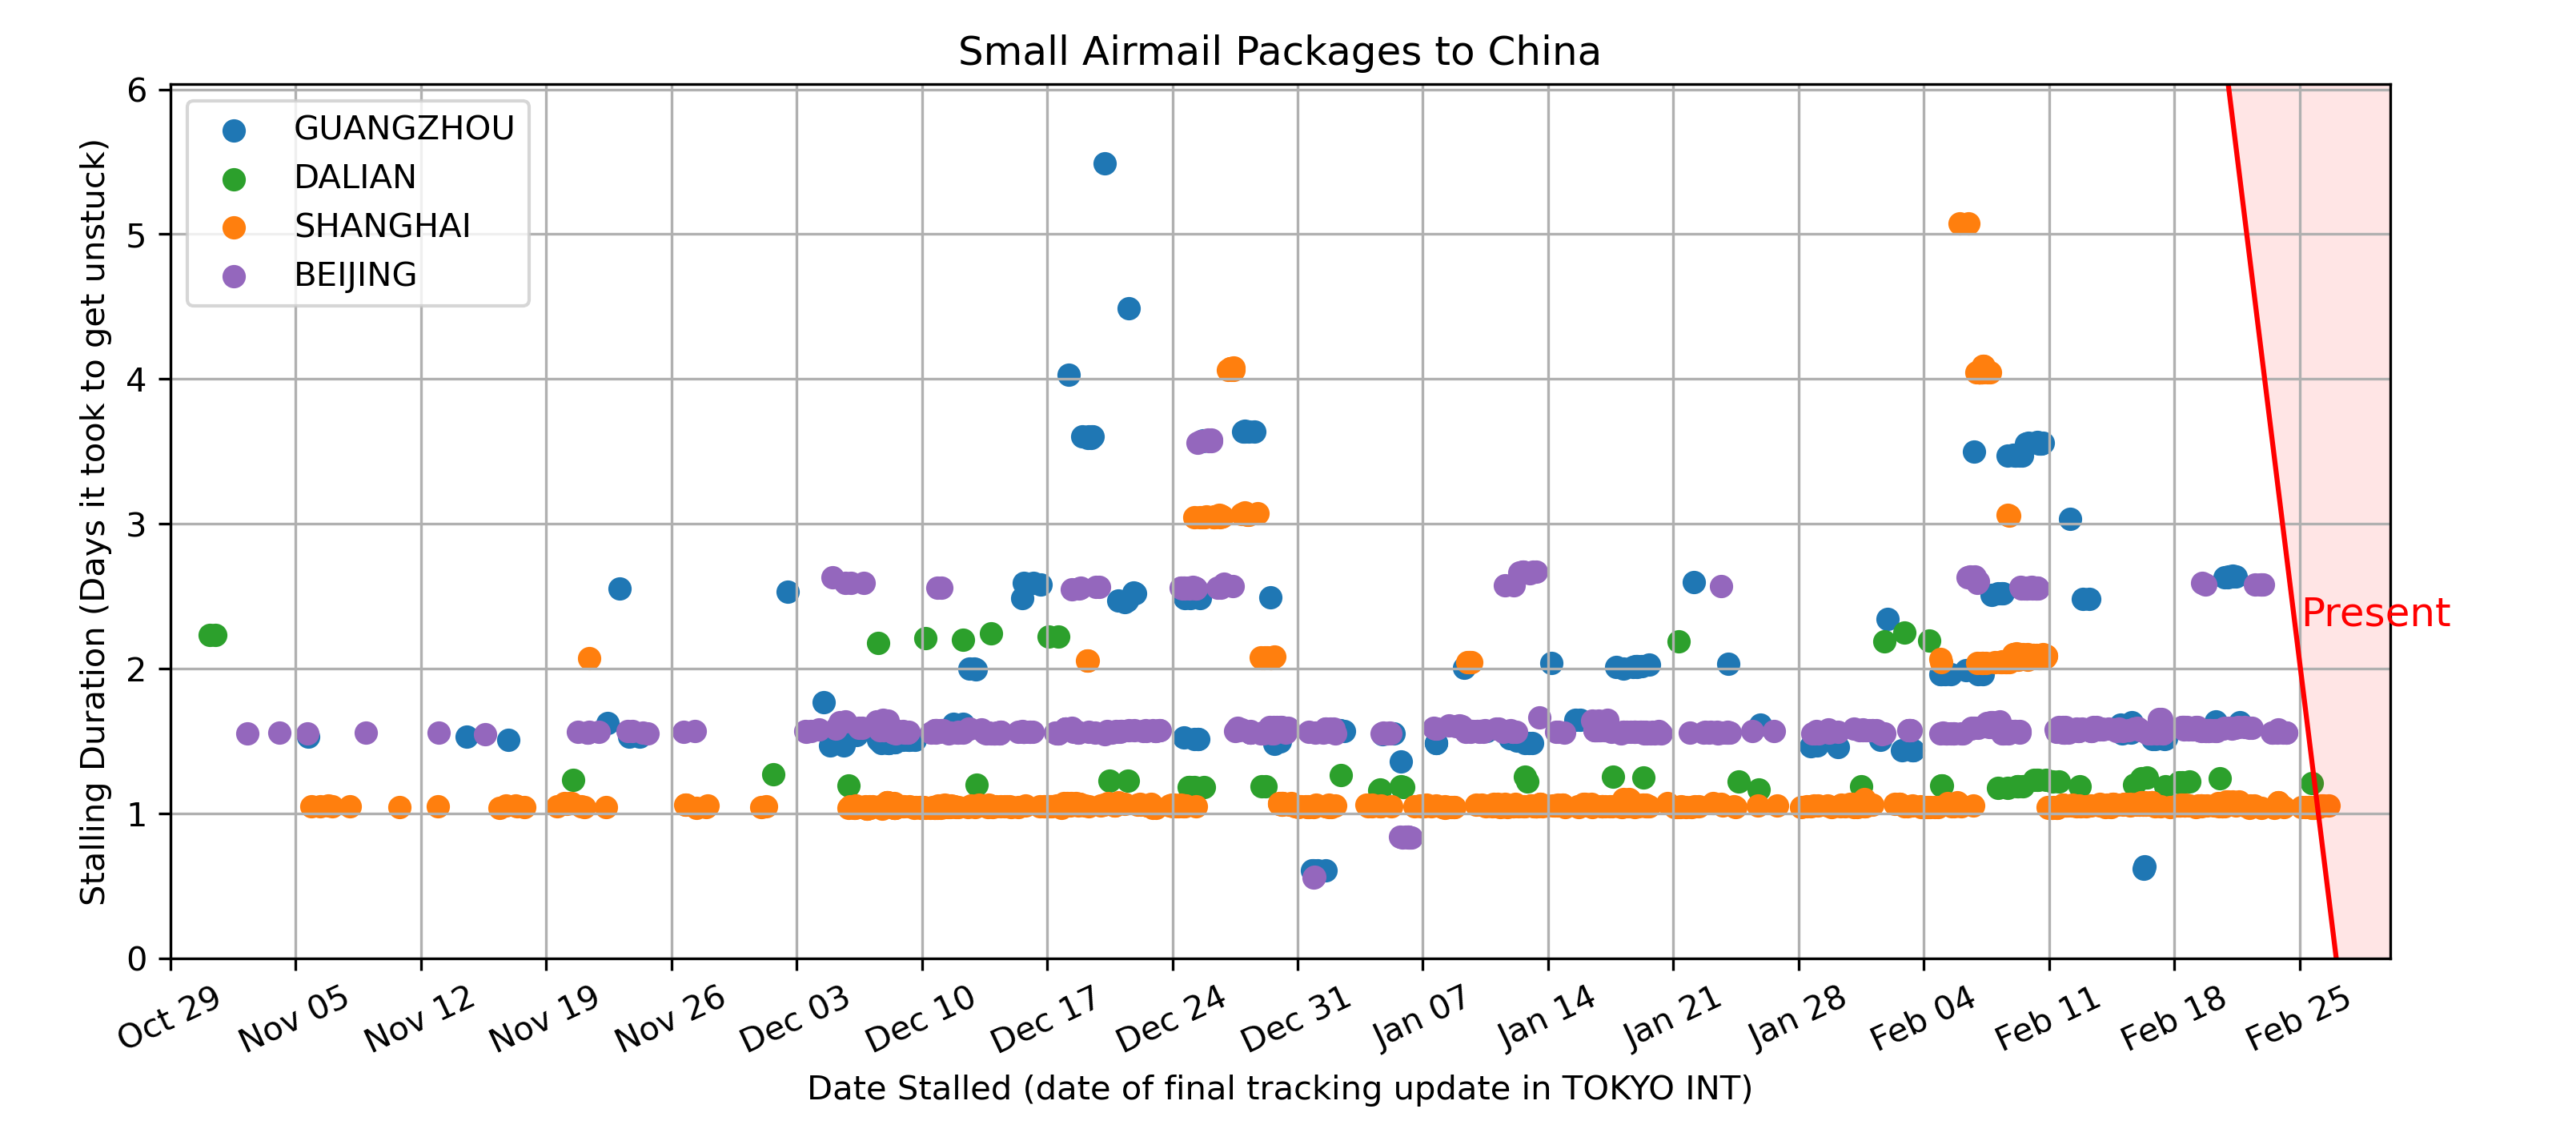 Small Airmail Packages to China
Stalling Duration (Days it took to get unstuck)
6
5
4
3
2
1
0
GUANGZHOU
DALIAN
SHANGHAI
BEIJING
Present
Oct 29
Nov 05
Nov 12
Nov 19
Nov 26
Dec 03
Dec 10
Dec 17
Dec 24
Dec 31
Jan 07
Jan 14
Jan 21
Jan 28
Feb 04
Feb 11
Feb 18
Feb 25
Date Stalled (date of final tracking update in TOKYO INT)